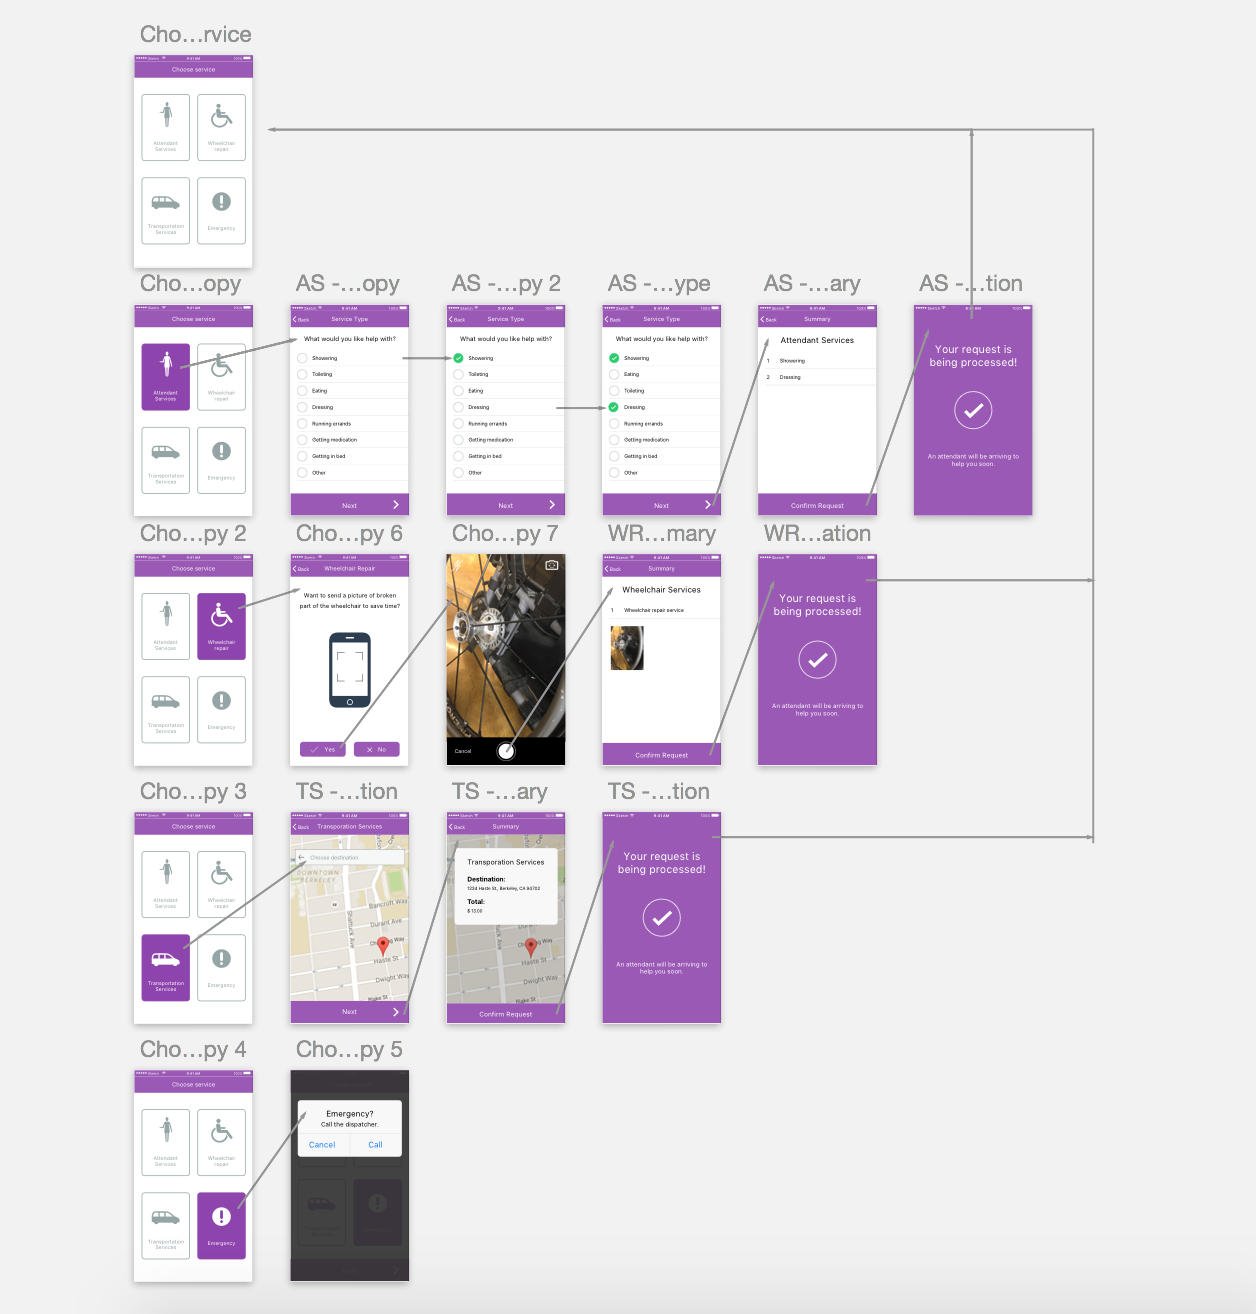 Cho...rvice
Choose service
Attendant
Services
Wheelchair
repair
Transportation
Services
Emergency
Cho...opy
AS -...opy
AS -...py 2
AS -...ype
AS -...ary
AS -...tion
Choose service
Attendant
Services
Wheelchair
repair
Transportation
Services
Emergency
Back
Service Type
What would you like help with?
Showering
Toileting
Eating
Dressing
Running errands
Getting medication
Getting in bed
Other
Next
Back
Service Type
What would you like help with?
Showering
Toileting
Eating
Dressing
Running errands
Getting medication
Getting in bed
Other
Next
Back
Service Type
What would you like help with?
Showering
Eating
Toileting
Dressing
Running errands
Getting medication
Getting in bed
Other
Next
Back
Summary
Attendant Services
1 Showering
2 Dressing
Confirm Request
Your request is
being processed!
An attendant will be arriving to
help you soon.
Cho...py 2
Cho...py 6
Cho...py 7
WR...mary
WR...ation
Choose service
Attendant
Services
Wheelchair
repair
Transportation
Services
Emergency
Back
Wheelchair Repair
Want to send a picture of broken
part of the wheelchair to save time?
Yes
No
Cancel
Back
Summary
Wheelchair Services
1 Wheelchair repair service
Confirm Request
Your request is
being processed!
An attendant will be arriving to
help you soon.
Cho...py 3
TS -...tion
TS -...ary
TS -...tion
Choose service
Attendant
Services
Wheelchair
repair
Transportation
Services
Emergency
Back
Transporation Services
Choose destination
DOWNTOWN
BERKELEY
Bancroft Way
Shattuck Ave
Durant Ave
Haste St
Dwight Way
Blake St
Next
Back
Summary
Transporation Services
Destination:
1234 Haste St, Berkeley, CA 94702
Total:
$ 13.00
Haste St
Dwight Way
Confirm Request
Your request is
being processed!
An attendant will be arriving to
help you soon.
Cho...py 4
Cho...py 5
Choose service
Attendant
Services
Wheelchair
repair
Transportation
Services
Emergency
Emergency?
Call the dispatcher.
Cancel
Call